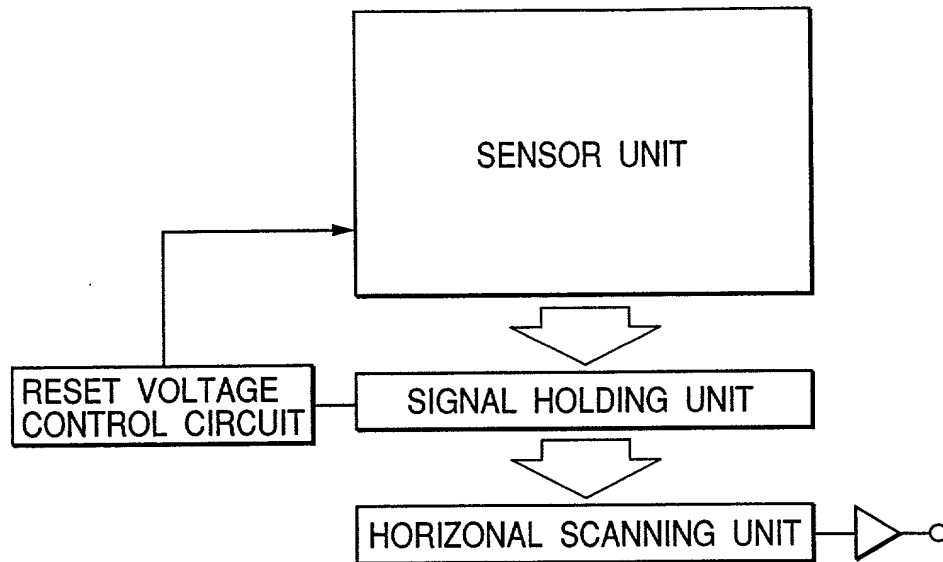 SENSOR UNIT
RESET VOLTAGE
CONTROL CIRCUIT
SIGNAL HOLDING UNIT
HORIZONAL SCANNING UNIT